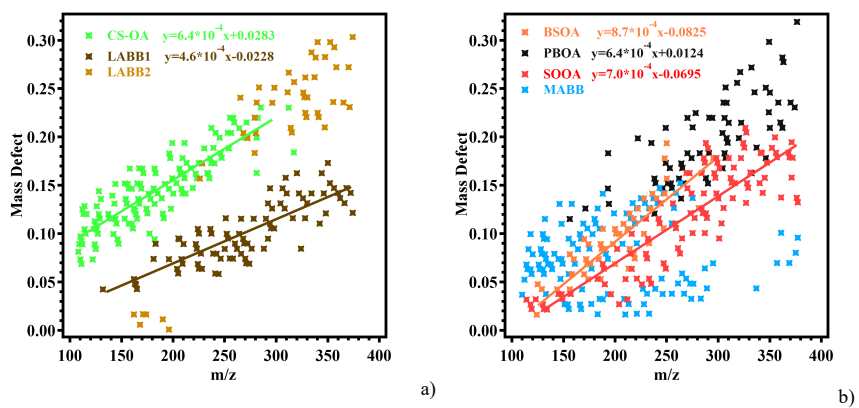 CS-OA y=6.4*10^-4x+0.0283
LABB1 y=4.6*10^-4x-0.0228
LABB2
0.30
0.25
0.20
0.15
0.10
0.05
0.00
Mass Defect
100 150 200 250 300 350 400
m/z
a)
BSOA y=8.7*10^-4x-0.0825
PBOA y=6.4*10^-4x+0.0124
SOOA y=7.0*10^-4x-0.0695
MABB
0.30
0.25
0.20
0.15
0.10
0.05
0.00
Mass Defect
100 150 200 250 300 350 400
m/z
b)